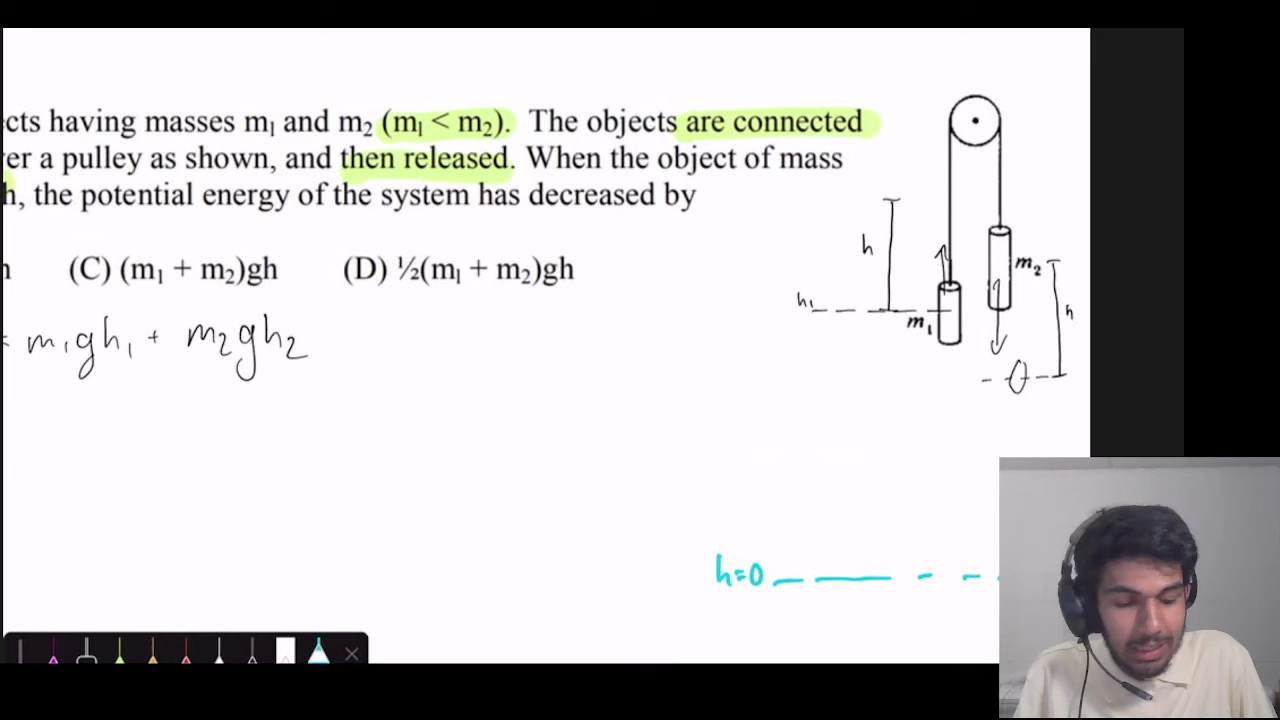 cts having masses m₁ and m₂ (m₁ < m₂). The objects are connected
er a pulley as shown, and then released. When the object of mass
h, the potential energy of the system has decreased by
(C) (m₁ + m₂)gh (D) ½(m₁ + m₂)gh
= m₁gh₁ + m₂gh₂
h
h₁
m₁
m₂
h
0
h=0